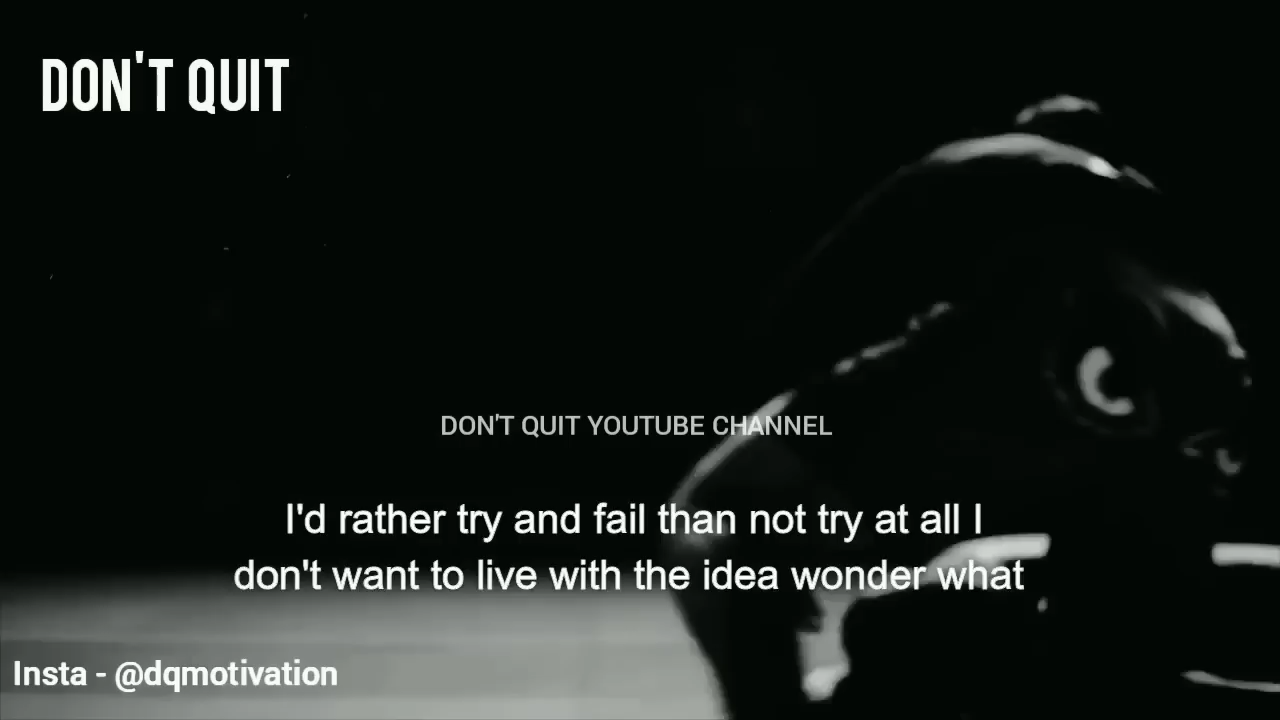 DON'T QUIT
DON'T QUIT YOUTUBE CHANNEL
I'd rather try and fail than not try at all I
don't want to live with the idea wonder what
Insta - @dqmotivation